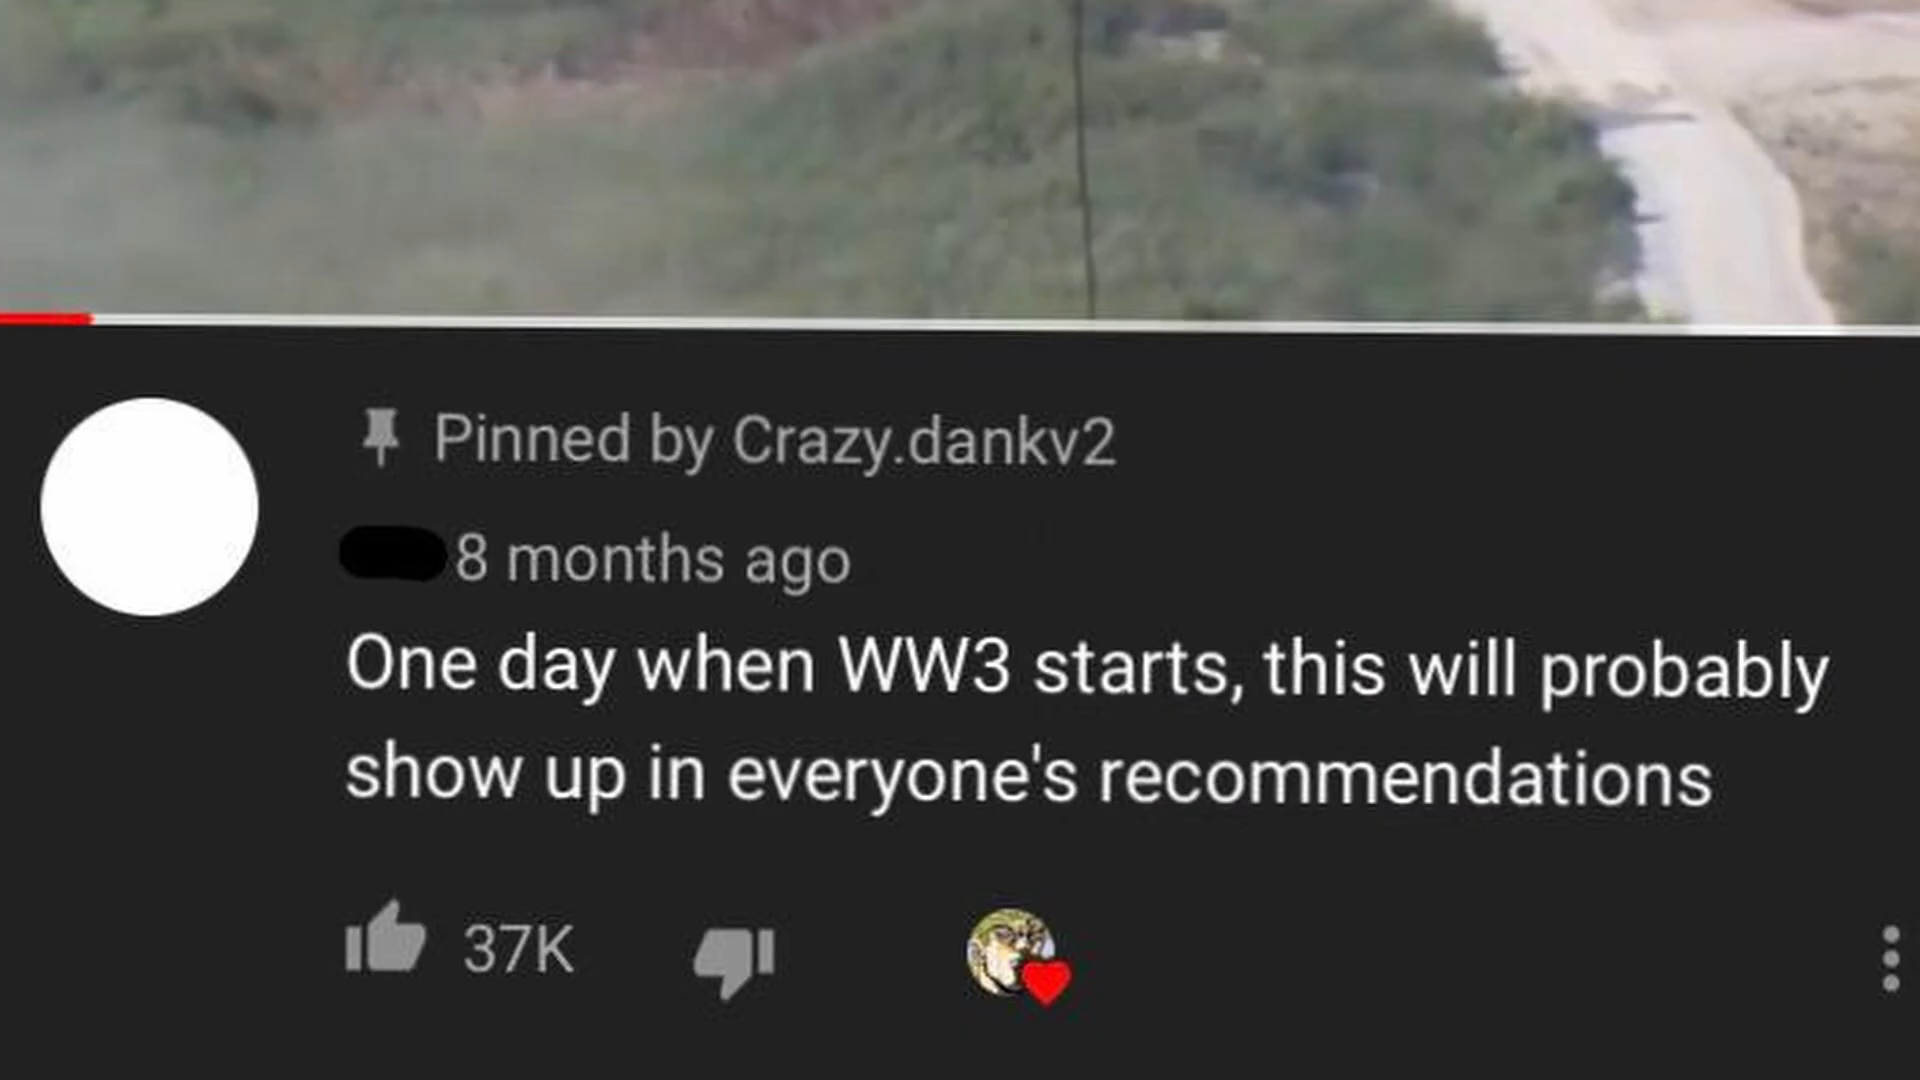 Pinned by Crazy.dankv2
8 months ago
One day when WW3 starts, this will probably
show up in everyone's recommendations
37K